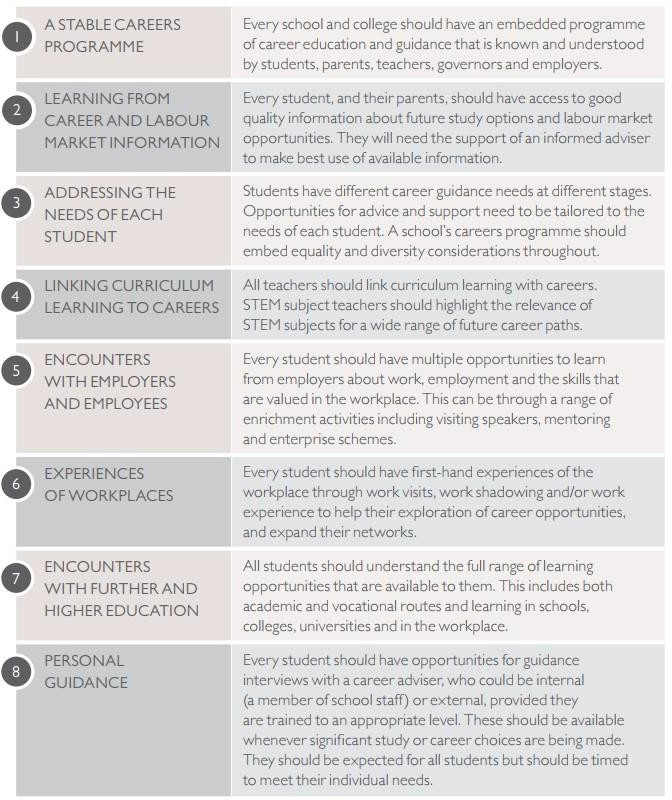 1
A STABLE CAREERS
PROGRAMME
Every school and college should have an embedded programme
of career education and guidance that is known and understood
by students, parents, teachers, governors and employers.
2
LEARNING FROM
CAREER AND LABOUR
MARKET INFORMATION
Every student, and their parents, should have access to good
quality information about future study options and labour market
opportunities. They will need the support of an informed adviser
to make best use of available information.
3
ADDRESSING THE
NEEDS OF EACH
STUDENT
Students have different career guidance needs at different stages.
Opportunities for advice and support need to be tailored to the
needs of each student. A school's careers programme should
embed equality and diversity considerations throughout.
4
LINKING CURRICULUM
LEARNING TO CAREERS
All teachers should link curriculum learning with careers.
STEM subject teachers should highlight the relevance of
STEM subjects for a wide range of future career paths.
5
ENCOUNTERS
WITH EMPLOYERS
AND EMPLOYEES
Every student should have multiple opportunities to learn
from employers about work, employment and the skills that
are valued in the workplace. This can be through a range of
enrichment activities including visiting speakers, mentoring
and enterprise schemes.
6
EXPERIENCES
OF WORKPLACES
Every student should have first-hand experiences of the
workplace through work visits, work shadowing and/or work
experience to help their exploration of career opportunities,
and expand their networks.
7
ENCOUNTERS
WITH FURTHER AND
HIGHER EDUCATION
All students should understand the full range of learning
opportunities that are available to them. This includes both
academic and vocational routes and learning in schools,
colleges, universities and in the workplace.
8
PERSONAL
GUIDANCE
Every student should have opportunities for guidance
interviews with a career adviser, who could be internal
(a member of school staff) or external, provided they
are trained to an appropriate level. These should be available
whenever significant study or career choices are being made.
They should be expected for all students but should be timed
to meet their individual needs.